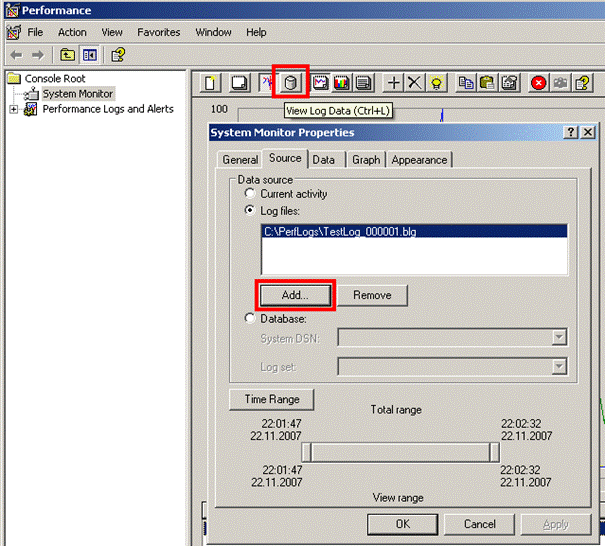 Performance
File Action View Favorites Window Help
Console Root
System Monitor
Performance Logs and Alerts
100
View Log Data (Ctrl+L)
System Monitor Properties
General Source Data Graph Appearance
Data source
Current activity
Log files:
C:\PerfLogs\TestLog_000001.blg
Add... Remove
Database:
System DSN:
Log set:
Time Range
Total range
22:01:47 22:02:32
22.11.2007 22.11.2007
22:01:47 22:02:32
22.11.2007 22.11.2007
View range
OK Cancel Apply